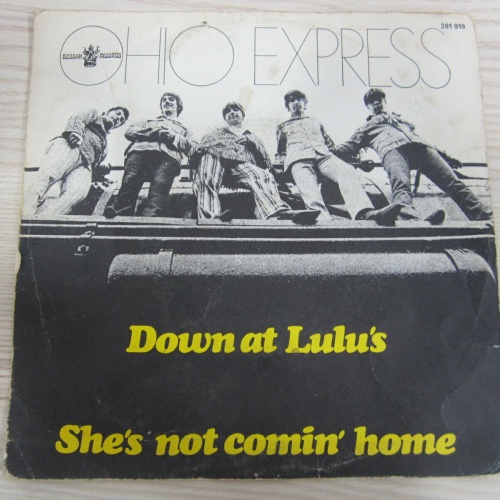 201 019
BUDDAH RECORDS
OHIO EXPRESS
Down at Lulu's
She's not comin' home